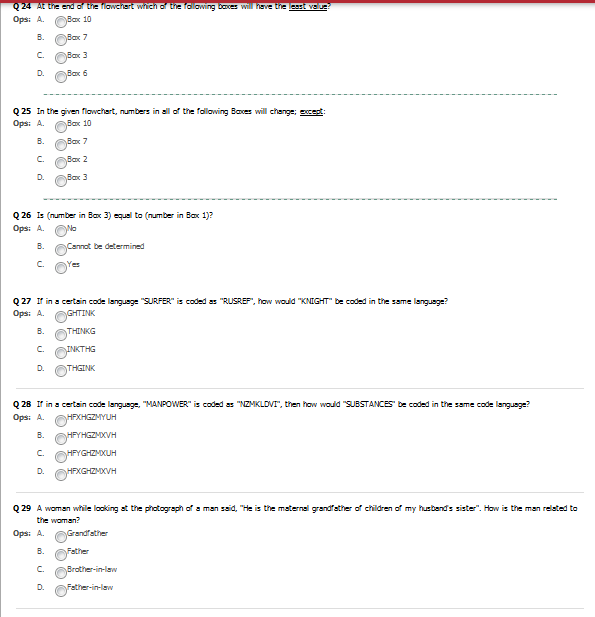 Q 24 At the end of the flowchart which of the following boxes will have the least value?
Ops: A. Box 10
B. Box 7
C. Box 3
D. Box 6
Q 25 In the given flowchart, numbers in all of the following Boxes will change; except:
Ops: A. Box 10
B. Box 7
C. Box 2
D. Box 3
Q 26 Is (number in Box 3) equal to (number in Box 1)?
Ops: A. No
B. Cannot be determined
C. Yes
Q 27 If in a certain code language "SURFER" is coded as "RUSREF", how would "KNIGHT" be coded in the same language?
Ops: A. GHTINK
B. THINKG
C. INKTHG
D. THGINK
Q 28 If in a certain code language, "MANPOWER" is coded as "NZMKLDVI", then how would "SUBSTANCES" be coded in the same code language?
Ops: A. HFXHGZMYUH
B. HFYHGZMXVH
C. HFYGHZMXUH
D. HFXGHZMXVH
Q 29 A woman while looking at the photograph of a man said, "He is the maternal grandfather of children of my husband's sister". How is the man related to
the woman?
Ops: A. Grandfather
B. Father
C. Brother-in-law
D. Father-in-law